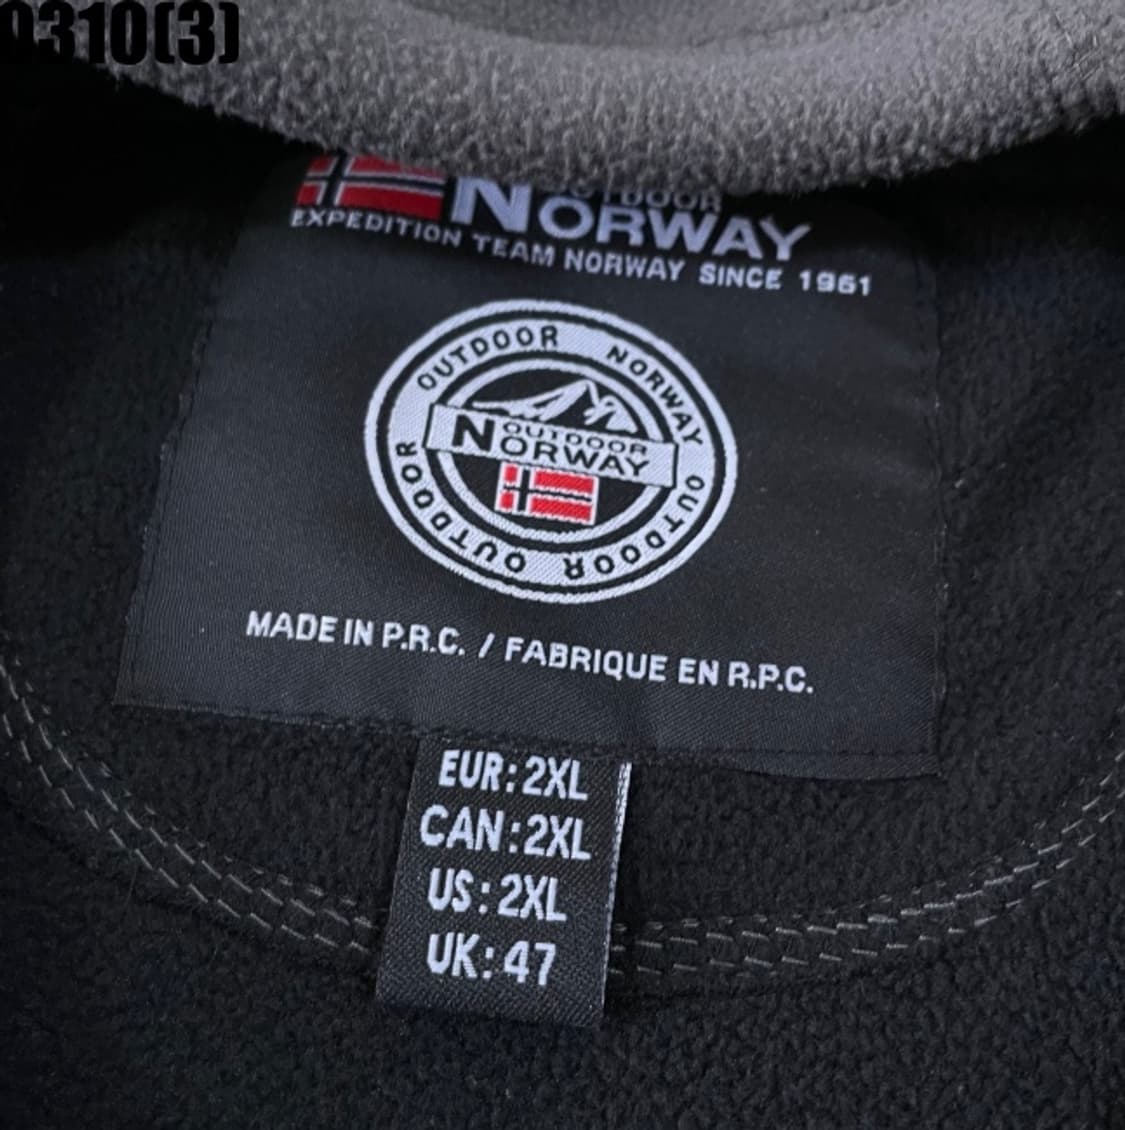 0310(3)
OUTDOOR
NORWAY
EXPEDITION TEAM NORWAY SINCE 1961
OUTDOOR NORWAY OUTDOOR OUTDOOR OUTDOOR
OUTDOOR
NORWAY
MADE IN P.R.C. / FABRIQUE EN R.P.C.
EUR:2XL
CAN:2XL
US:2XL
UK:47